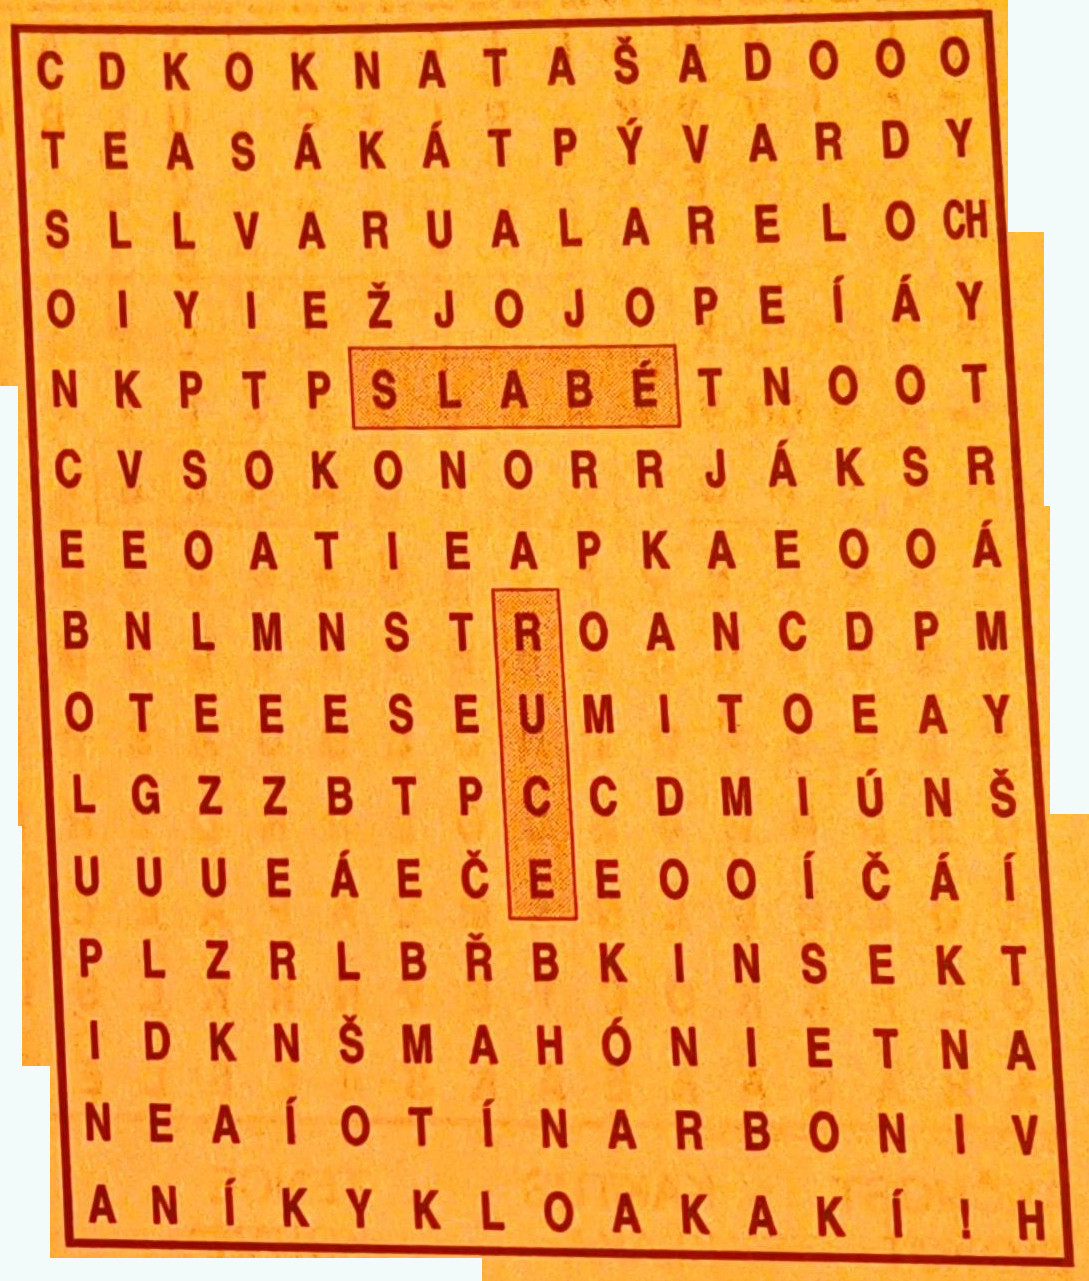 C D K O K N A T A Š A D O O O
T E A S Á K Á T P Ý V A R D Y
S L L V A R U A L A R E L O CH
O I Y I E Ž J O J O P E Í Á Y
N K P T P S L A B É T N O O T
C V S O K O N O R R J Á K S R
E E O A T I E A P K A E O O Á
B N L M N S T R O A N C D P M
O T E E E S E U M I T O E A Y
L G Z Z B T P C C D M I Ú N Š
U U U E Á E Č E E O O Í Č Á Í
P L Z R L B Ř B K I N S E K T
I D K N Š M A H Ó N I E T N A
N E A Í O T Í N A R B O N I V
A N Í K Y K L O A K A K Í ! H